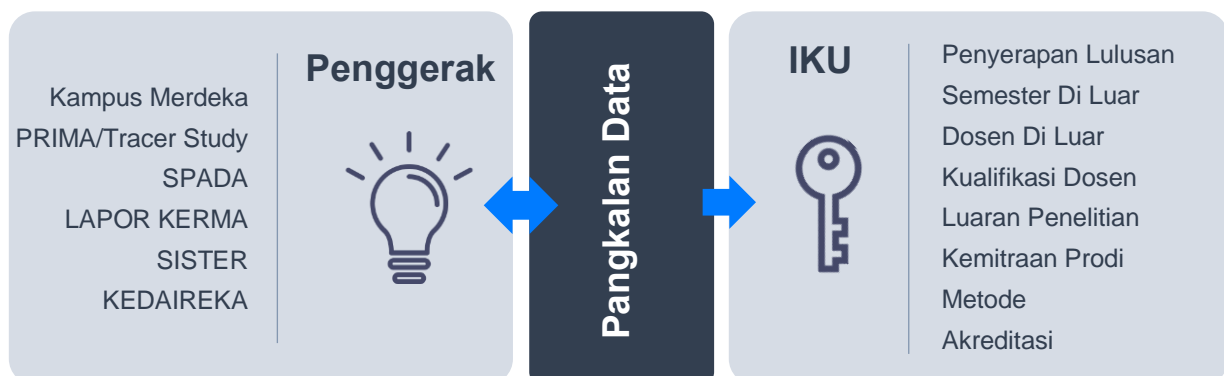 Penggerak
Kampus Merdeka
PRIMA/Tracer Study
SPADA
LAPOR KERMA
SISTER
KEDAIREKA
Pangkalan Data
IKU
Penyerapan Lulusan
Semester Di Luar
Dosen Di Luar
Kualifikasi Dosen
Luaran Penelitian
Kemitraan Prodi
Metode
Akreditasi